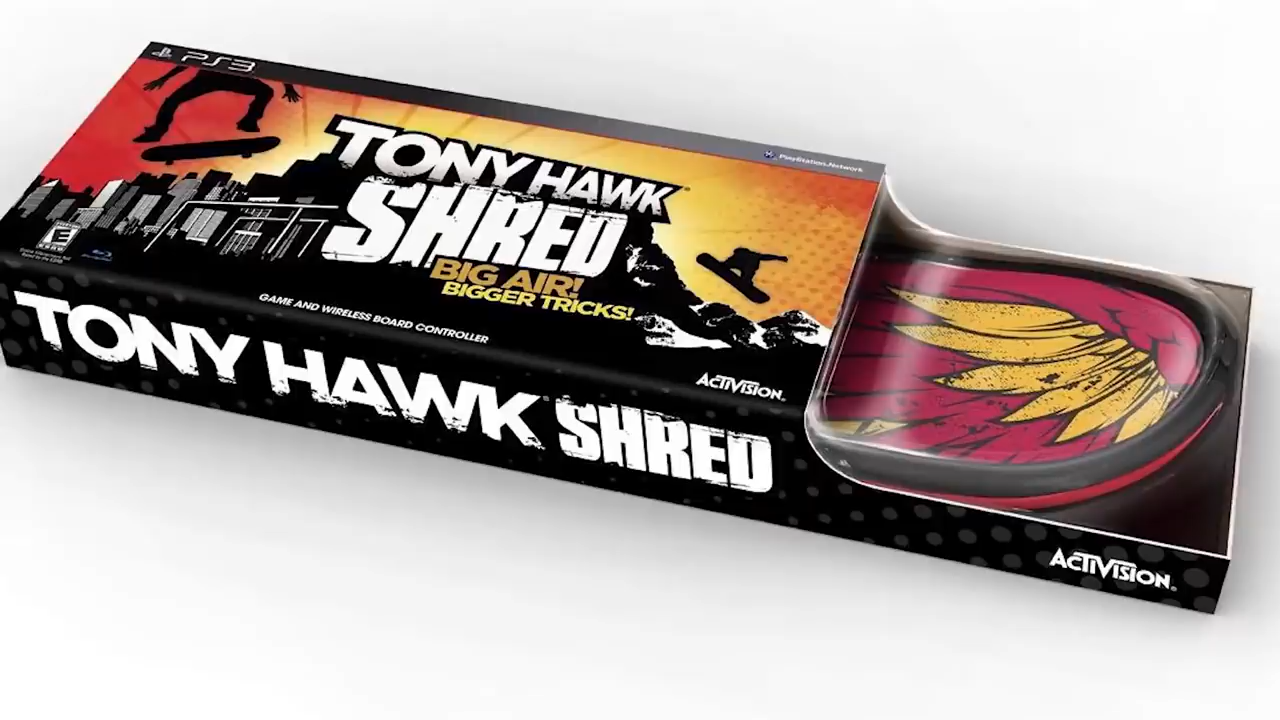 PS3
PlayStation Network
TONY HAWK
SHRED
BIG AIR!
BIGGER TRICKS!
GAME AND WIRELESS BOARD CONTROLLER
E
ACTIVISION
TONY HAWK SHRED
ACTIVISION